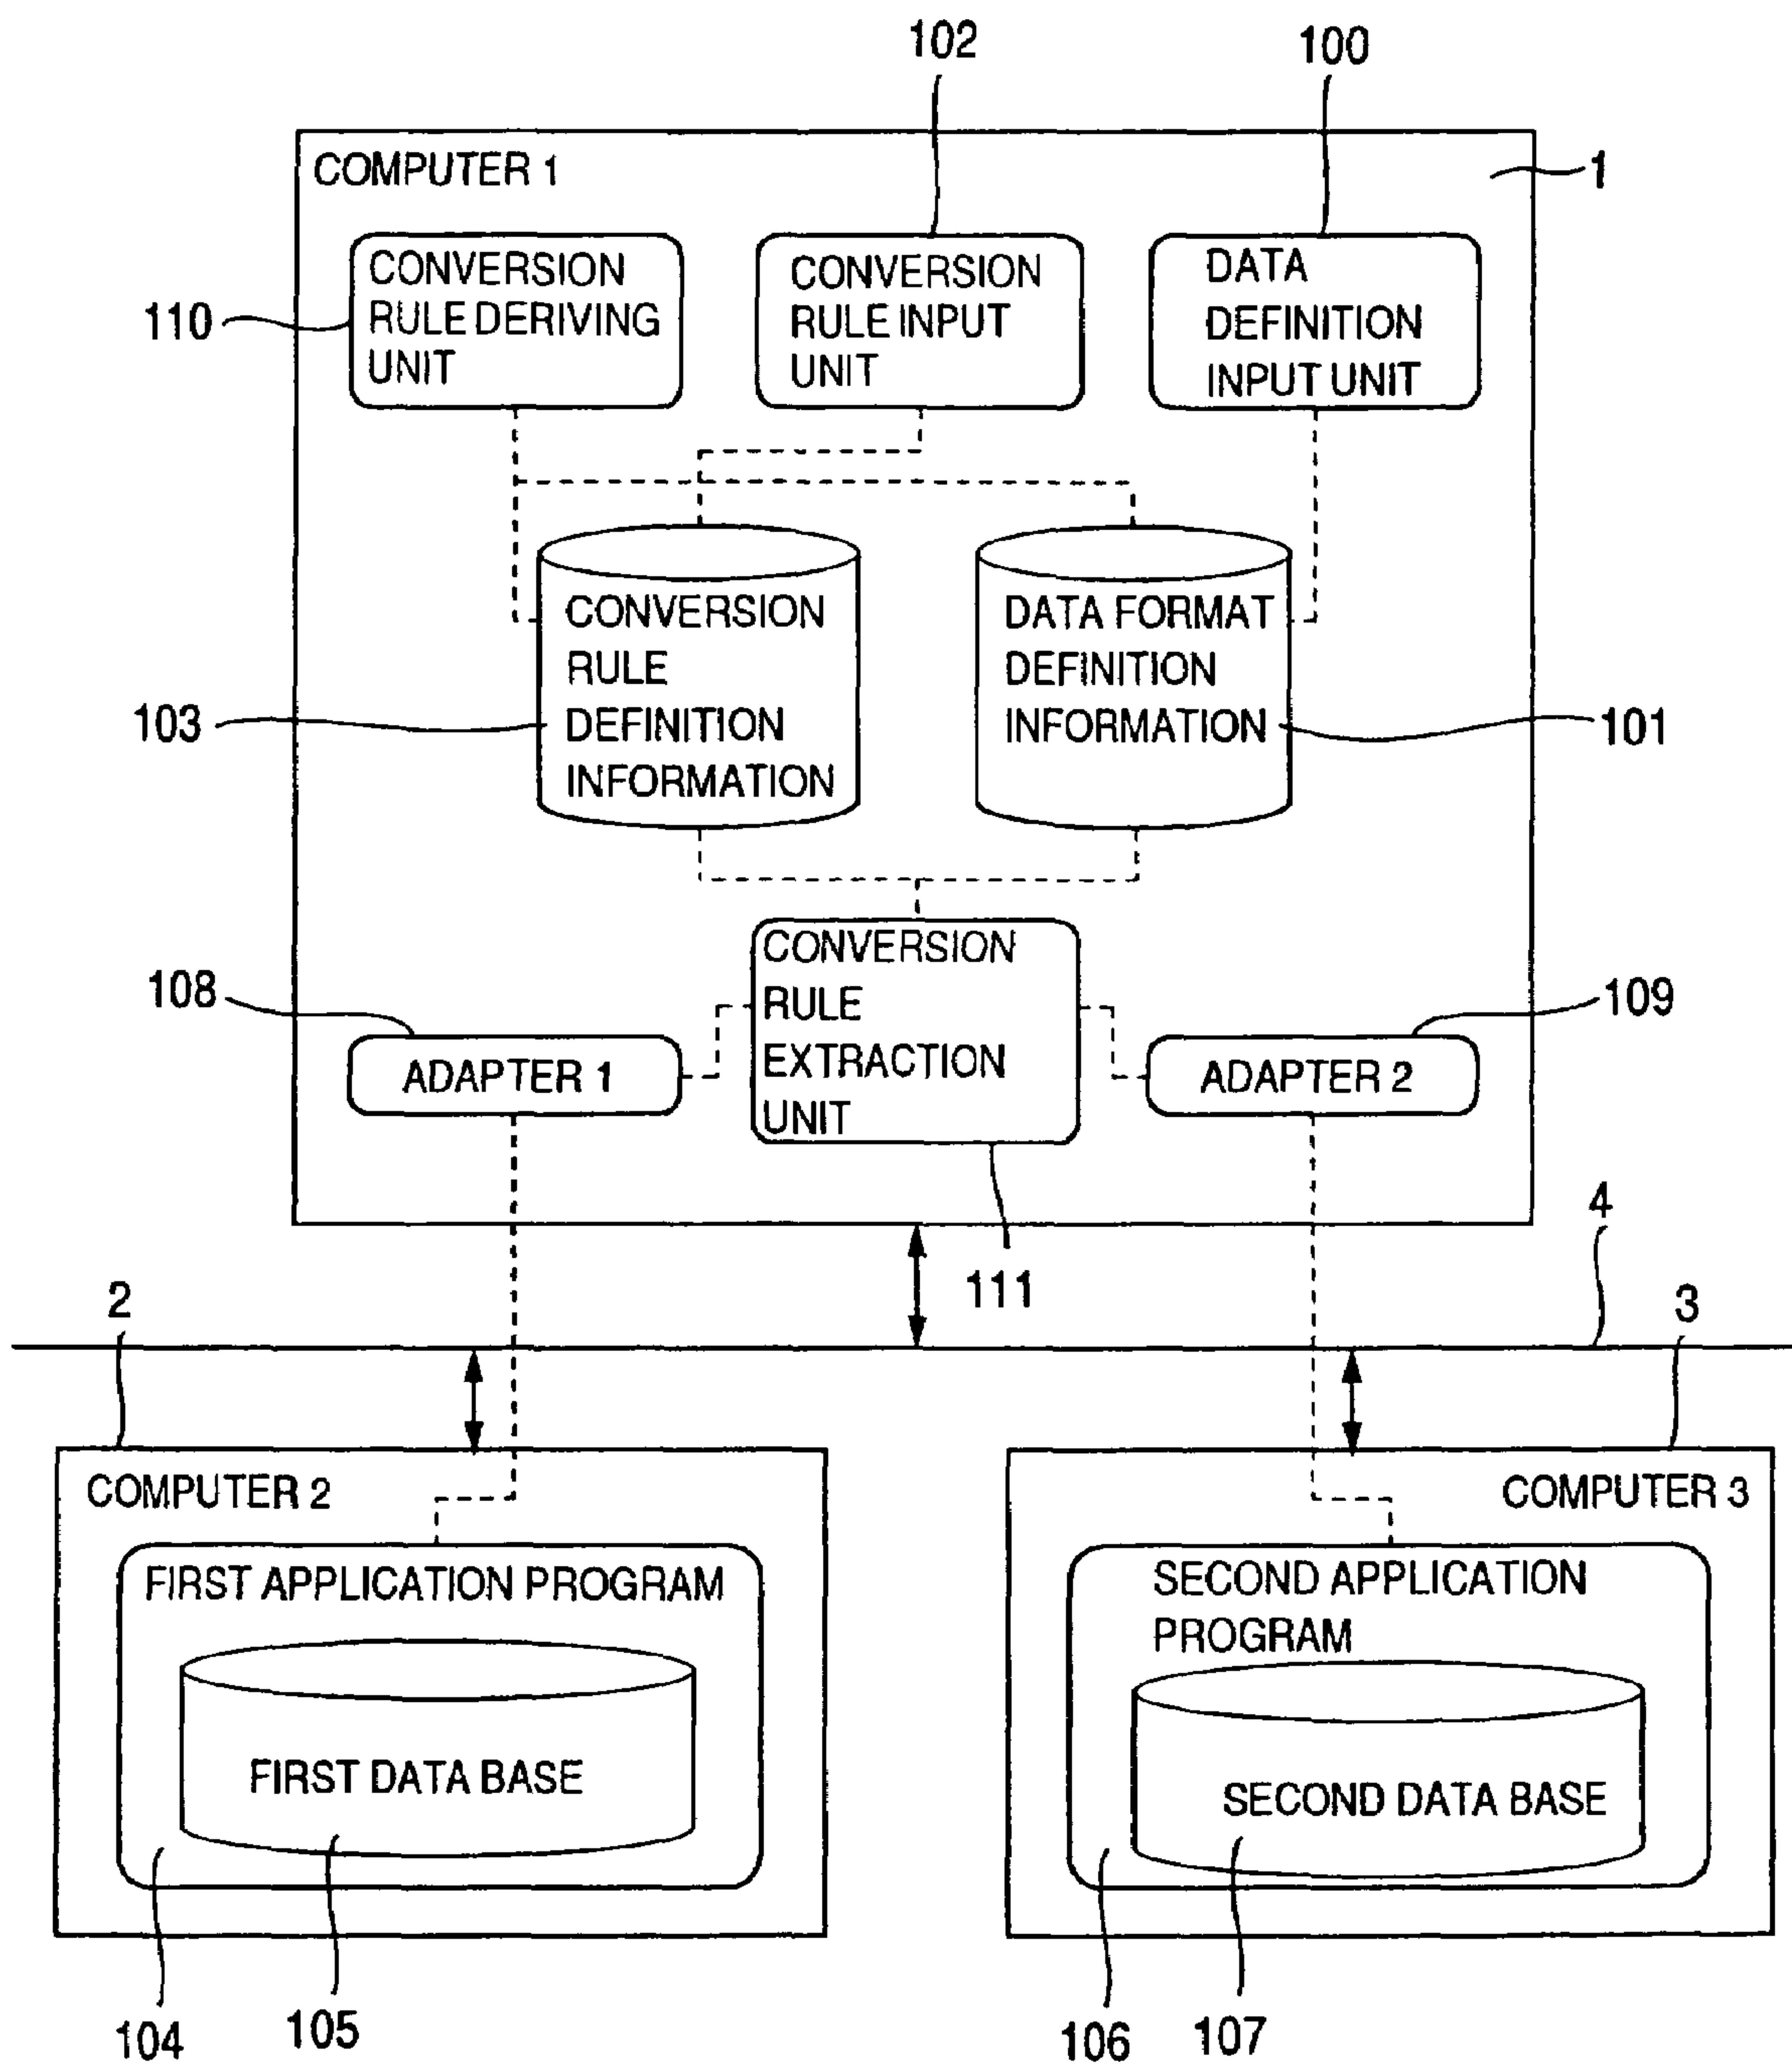 102
100
COMPUTER 1
1
CONVERSION
RULE DERIVING
UNIT
110
CONVERSION
RULE INPUT
UNIT
DATA
DEFINITION
INPUT UNIT
CONVERSION
RULE
DEFINITION
INFORMATION
103
DATA FORMAT
DEFINITION
INFORMATION
101
CONVERSION
RULE
EXTRACTION
UNIT
108
109
ADAPTER 1
ADAPTER 2
111
4
2
3
COMPUTER 2
COMPUTER 3
FIRST APPLICATION PROGRAM
FIRST DATA BASE
SECOND APPLICATION
PROGRAM
SECOND DATA BASE
104
105
106
107